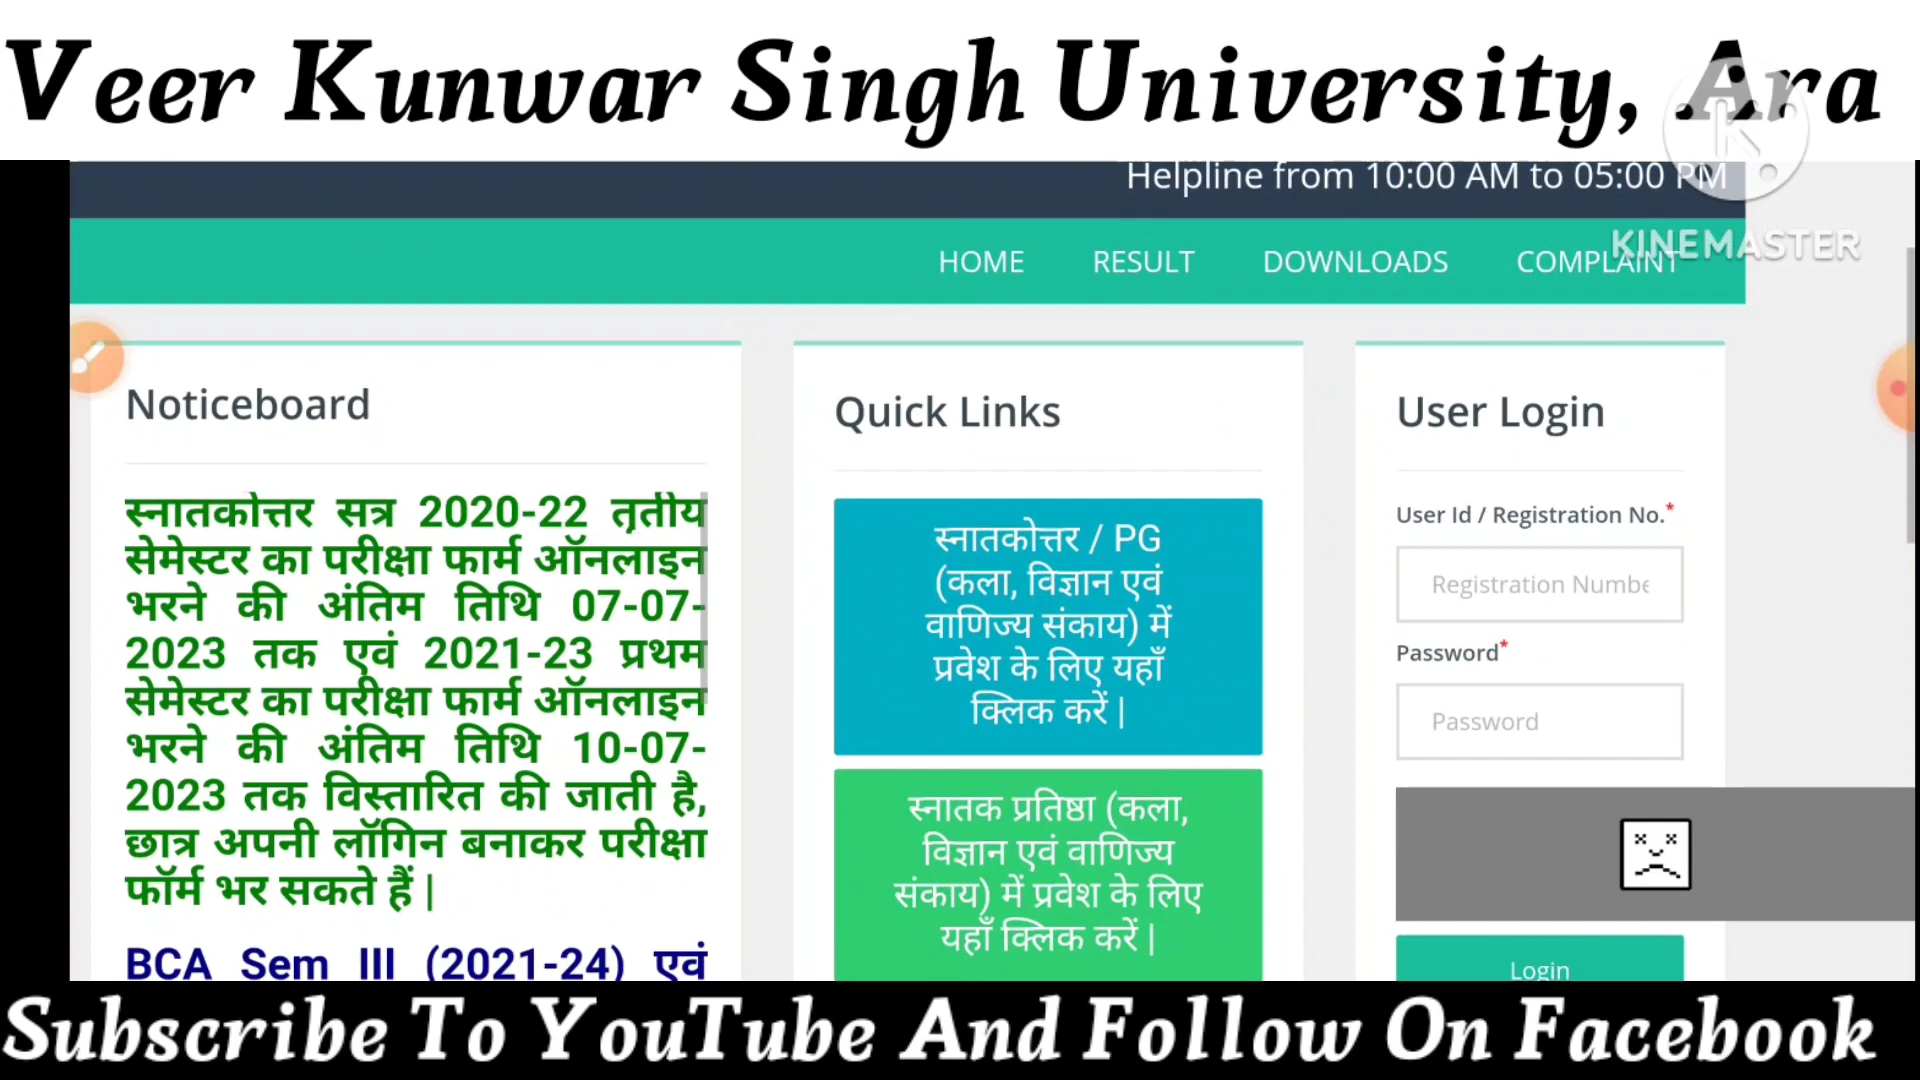 Veer Kunwar Singh University, Ara
Helpline from 10:00 AM to 05:00 PM
HOME RESULT DOWNLOADS COMPLAINT
KINEMASTER
Noticeboard
स्नातकोत्तर सत्र 2020-22 तृतीय
सेमेस्टर का परीक्षा फार्म ऑनलाइन
भरने की अंतिम तिथि 07-07-
2023 तक एवं 2021-23 प्रथम
सेमेस्टर का परीक्षा फार्म ऑनलाइन
भरने की अंतिम तिथि 10-07-
2023 तक विस्तारित की जाती है,
छात्र अपनी लॉगिन बनाकर परीक्षा
फॉर्म भर सकते हैं |
BCA Sem III (2021-24) एवं
Quick Links
स्नातकोत्तर / PG
(कला, विज्ञान एवं
वाणिज्य संकाय) में
प्रवेश के लिए यहाँ
क्लिक करें |
स्नातक प्रतिष्ठा (कला,
विज्ञान एवं वाणिज्य
संकाय) में प्रवेश के लिए
यहाँ क्लिक करें |
User Login
User Id / Registration No.*
Registration Numbe
Password*
Password
Login
Subscribe To YouTube And Follow On Facebook